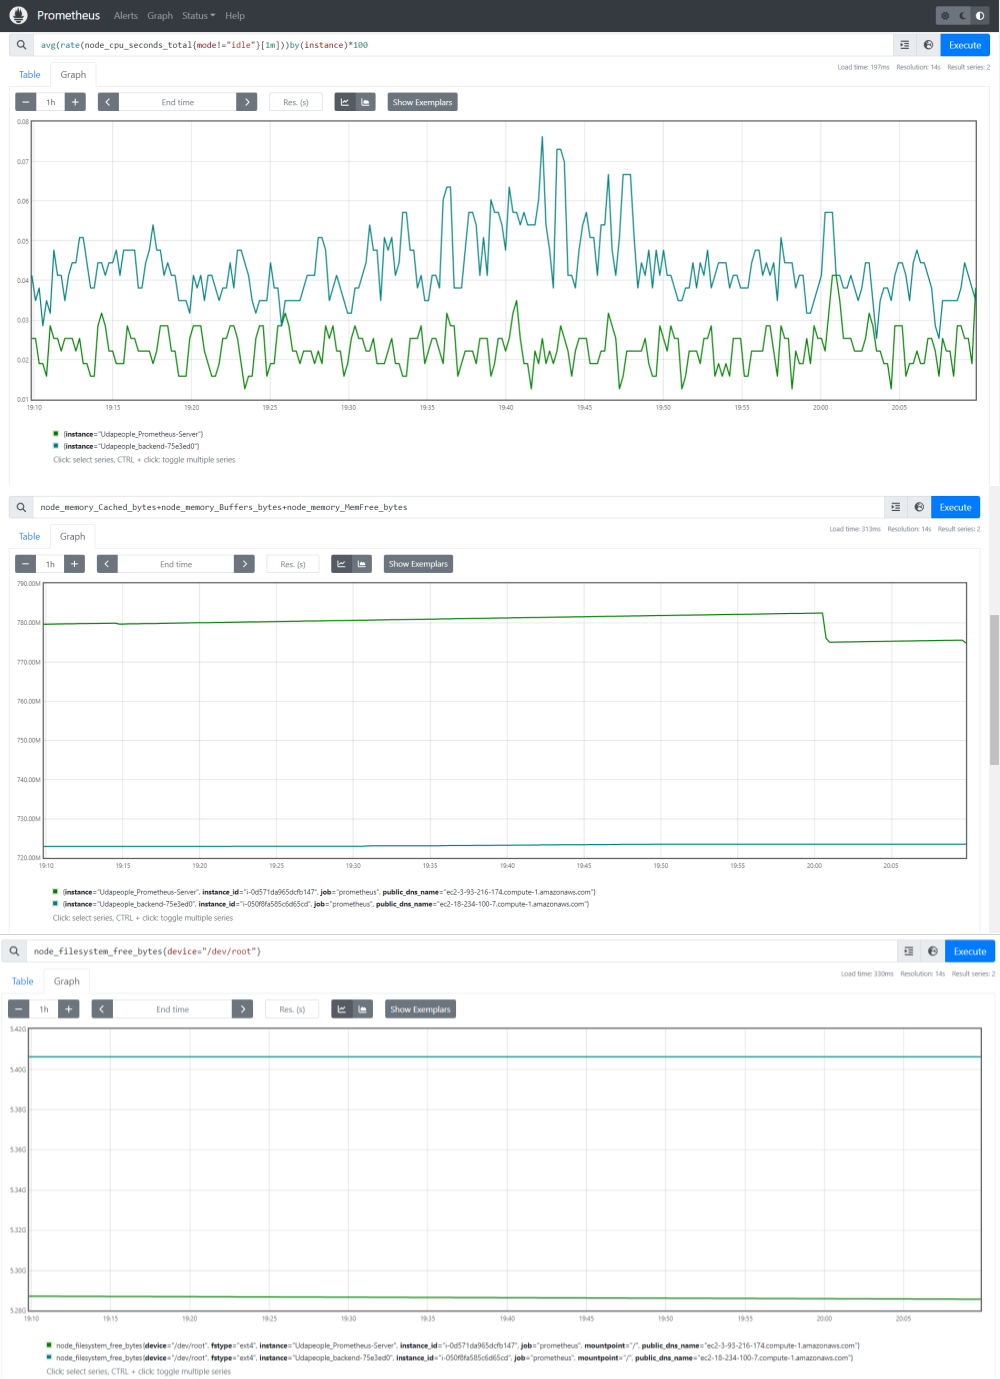 Prometheus Alerts Graph Status Help
avg(rate(node_cpu_seconds_total{mode!="idle"}[1m]))by(instance)*100 Execute
Load time: 197ms Resolution: 14s Result series: 2
Table Graph
− 1h + < End time > Res. (s) Show Exemplars
0.08
0.07
0.06
0.05
0.04
0.03
0.02
0.01
19:10 19:15 19:20 19:25 19:30 19:35 19:40 19:45 19:50 19:55 20:00 20:05
{instance="Udapeople_Prometheus-Server"}
{instance="Udapeople_backend-75e3ed0"}
Click: select series, CTRL + click: toggle multiple series
node_memory_Cached_bytes+node_memory_Buffers_bytes+node_memory_MemFree_bytes Execute
Load time: 313ms Resolution: 14s Result series: 2
Table Graph
− 1h + < End time > Res. (s) Show Exemplars
790.00M
780.00M
770.00M
760.00M
750.00M
740.00M
730.00M
720.00M
19:10 19:15 19:20 19:25 19:30 19:35 19:40 19:45 19:50 19:55 20:00 20:05
{instance="Udapeople_Prometheus-Server", instance_id="i-0d571da965dcfb147", job="prometheus", public_dns_name="ec2-3-93-216-174.compute-1.amazonaws.com"}
{instance="Udapeople_backend-75e3ed0", instance_id="i-050f8fa585c6d65cd", job="prometheus", public_dns_name="ec2-18-234-100-7.compute-1.amazonaws.com"}
Click: select series, CTRL + click: toggle multiple series
node_filesystem_free_bytes{device="/dev/root"} Execute
Load time: 330ms Resolution: 14s Result series: 2
Table Graph
− 1h + < End time > Res. (s) Show Exemplars
5.42G
5.40G
5.38G
5.36G
5.34G
5.32G
5.30G
5.28G
19:10 19:15 19:20 19:25 19:30 19:35 19:40 19:45 19:50 19:55 20:00 20:05
node_filesystem_free_bytes{device="/dev/root", fstype="ext4", instance="Udapeople_Prometheus-Server", instance_id="i-0d571da965dcfb147", job="prometheus", mountpoint="/", public_dns_name="ec2-3-93-216-174.compute-1.amazonaws.com"}
node_filesystem_free_bytes{device="/dev/root", fstype="ext4", instance="Udapeople_backend-75e3ed0", instance_id="i-050f8fa585c6d65cd", job="prometheus", mountpoint="/", public_dns_name="ec2-18-234-100-7.compute-1.amazonaws.com"}
Click: select series, CTRL + click: toggle multiple series